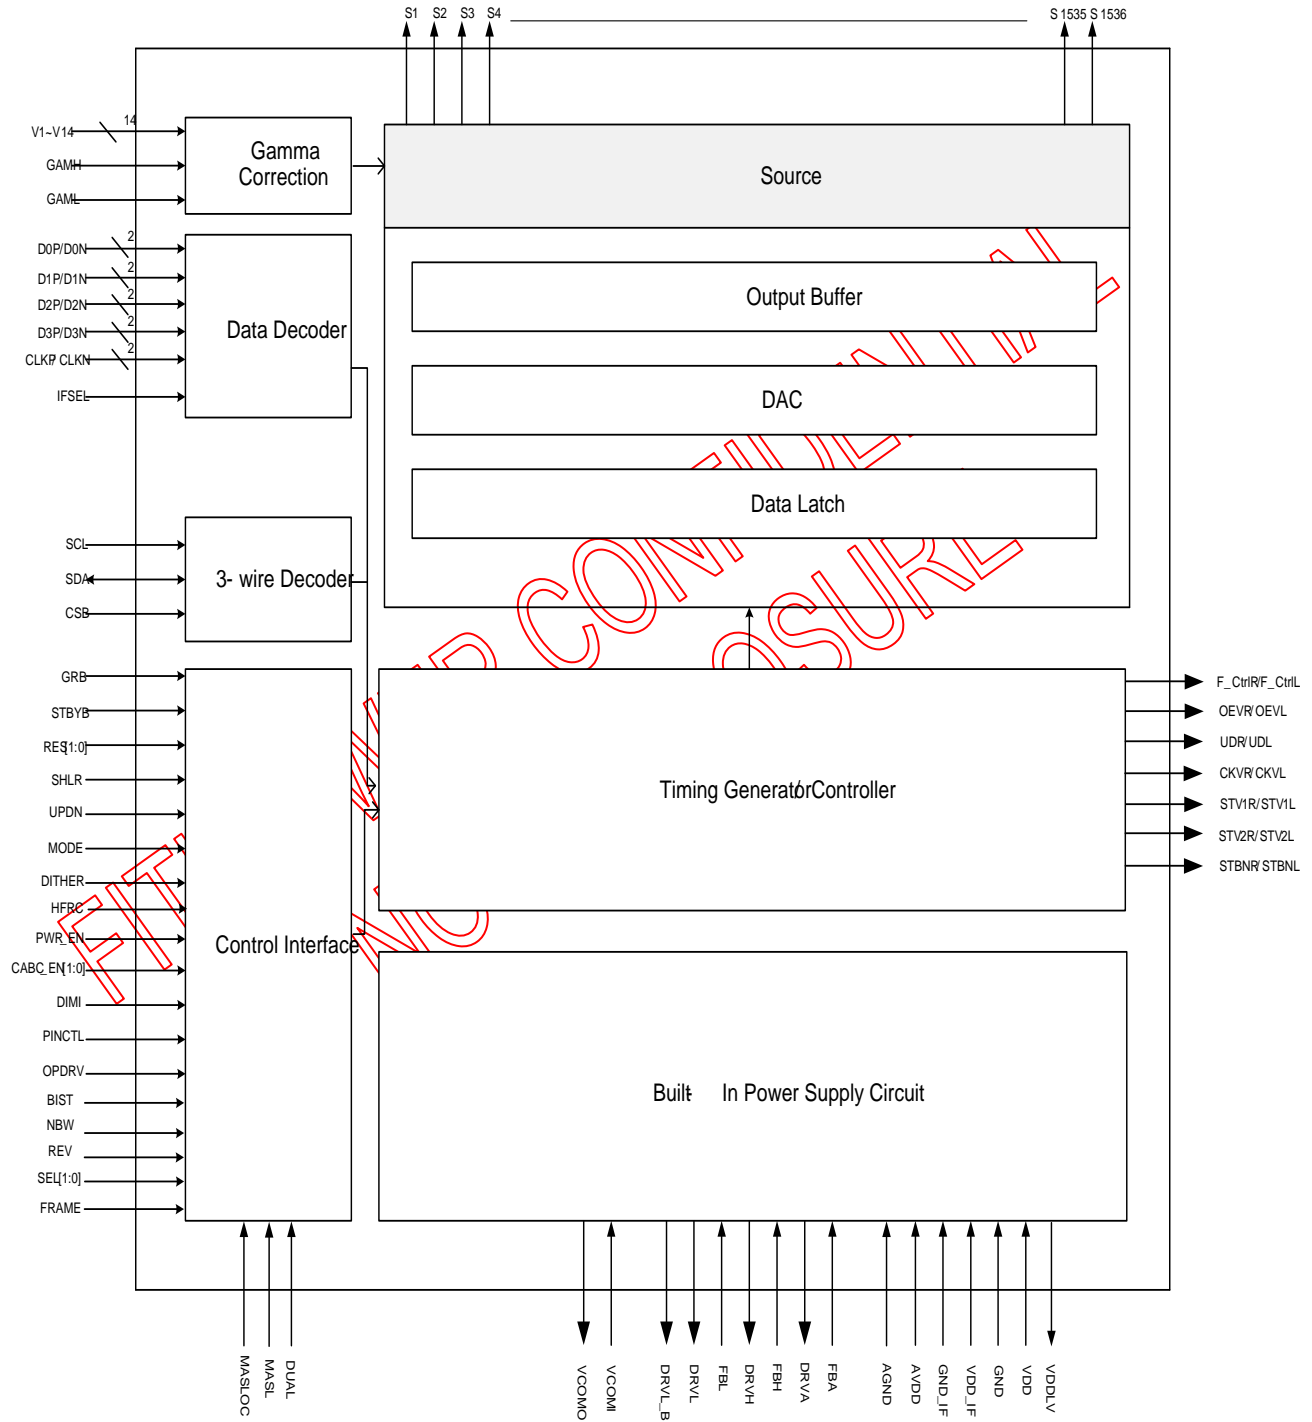 S1 S2 S3 S4 S 1535 S 1536
V1~V14 14
GAMH
GAML
Gamma
Correction
Source
D0P/D0N 2
D1P/D1N 2
D2P/D2N 2
D3P/D3N 2
CLKP/ CLKN 2
IFSEL
Data Decoder
Output Buffer
DAC
Data Latch
SCL
SDA
CSB
3- wire Decoder
GRB
STBYB
RES[1:0]
SHLR
UPDN
MODE
DITHER
HFRC
PWR_EN
CABC_EN[1:0]
DIMI
PINCTL
OPDRV
BIST
NBW
REV
SEL[1:0]
FRAME
Control Interface
Timing Generator/Controller
F_CtrlR/F_CtrlL
OEVR/OEVL
UDR/UDL
CKVR/CKVL
STV1R/STV1L
STV2R/STV2L
STBNR/STBNL
Built- In Power Supply Circuit
MASLOC
MASL
DUAL
VCOMO
VCOMI
DRVL_B
DRVL
FBL
DRVH
FBH
DRVA
FBA
AGND
AVDD
GND_IF
VDD_IF
GND
VDD
VDDLV